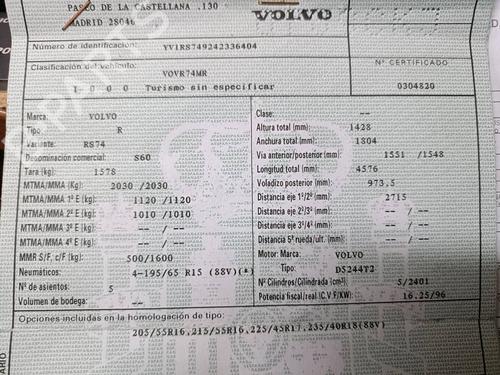 PASEO DE LA CASTELLANA ,130
MADRID 28046
VOLVO
Número de identificación: YV1RS749242336404
Clasificación del vehículo: VOVR74MR
Nº CERTIFICADO
1 0 0 0 Turismo sin especificar
0304820
Marca: VOLVO
Tipo: R
Variante: RS74
Denominación comercial: S60
Tara (kg): 1578
MTMA/MMA (Kg) 2030 /2030
MTMA/MMA 1º E (kg): 1120 /1120
MTMA/MMA 2º E (kg): 1010 /1010
MTMA/MMA 3º E (kg): -- / --
MTMA/MMA 4º E (kg): -- / --
MMR S/F, c/F (kg): 500/1600
Neumáticos: 4-195/65 R15 (88V)(*)
Nº de asientos: 5
Volumen de bodega: --
Clase: --
Altura total (mm): 1428
Anchura total (mm): 1804
Via anterior/posterior (mm): 1551 /1548
Longitud total (mm): 4576
Voladizo posterior (mm): 973,5
Distancia eje 1º/2º (mm): 2715
Distancia eje 2º/3º (mm): --
Distancia eje 3º/4º (mm): --
Distancia 5ª rueda/ult. (mm): --
Motor: Marca: VOLVO
Tipo: D5244T2
Nº Cilindros/Cilindrada (cm³): 5/2401
Potencia fiscal/real (C.V F/KW): 16,25/96
Opciones incluidas en la homologación de tipo:
205/55R16,215/55R16,225/45R17,235/40R18(88V)